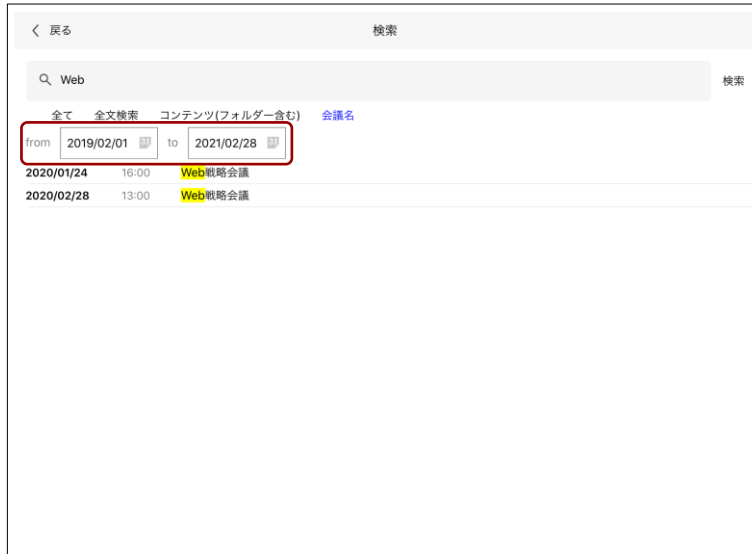 戻る 検索
Web 検索
全て 全文検索 コンテンツ(フォルダー含む) 会議名
from 2019/02/01 31 to 2021/02/28 31
2020/01/24 16:00 Web戦略会議
2020/02/28 13:00 Web戦略会議